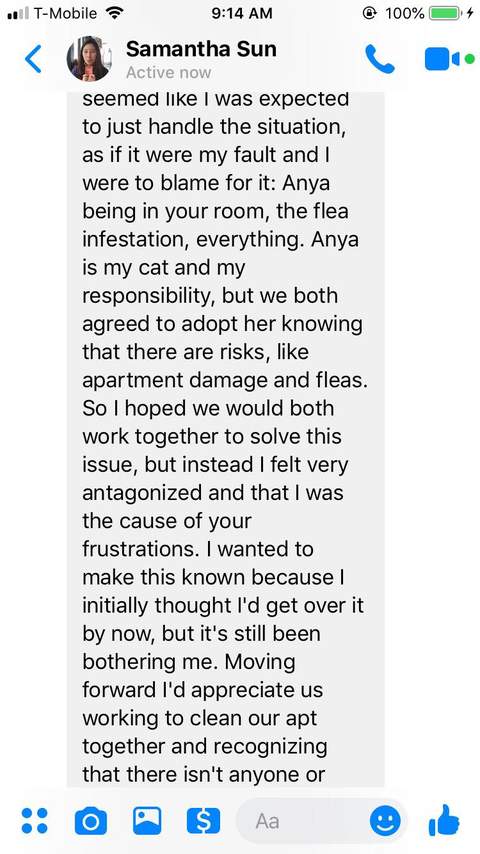 T-Mobile 9:14 AM 100%
Samantha Sun
Active now
seemed like I was expected
to just handle the situation,
as if it were my fault and I
were to blame for it: Anya
being in your room, the flea
infestation, everything. Anya
is my cat and my
responsibility, but we both
agreed to adopt her knowing
that there are risks, like
apartment damage and fleas.
So I hoped we would both
work together to solve this
issue, but instead I felt very
antagonized and that I was
the cause of your
frustrations. I wanted to
make this known because I
initially thought I'd get over it
by now, but it's still been
bothering me. Moving
forward I'd appreciate us
working to clean our apt
together and recognizing
that there isn't anyone or
Aa